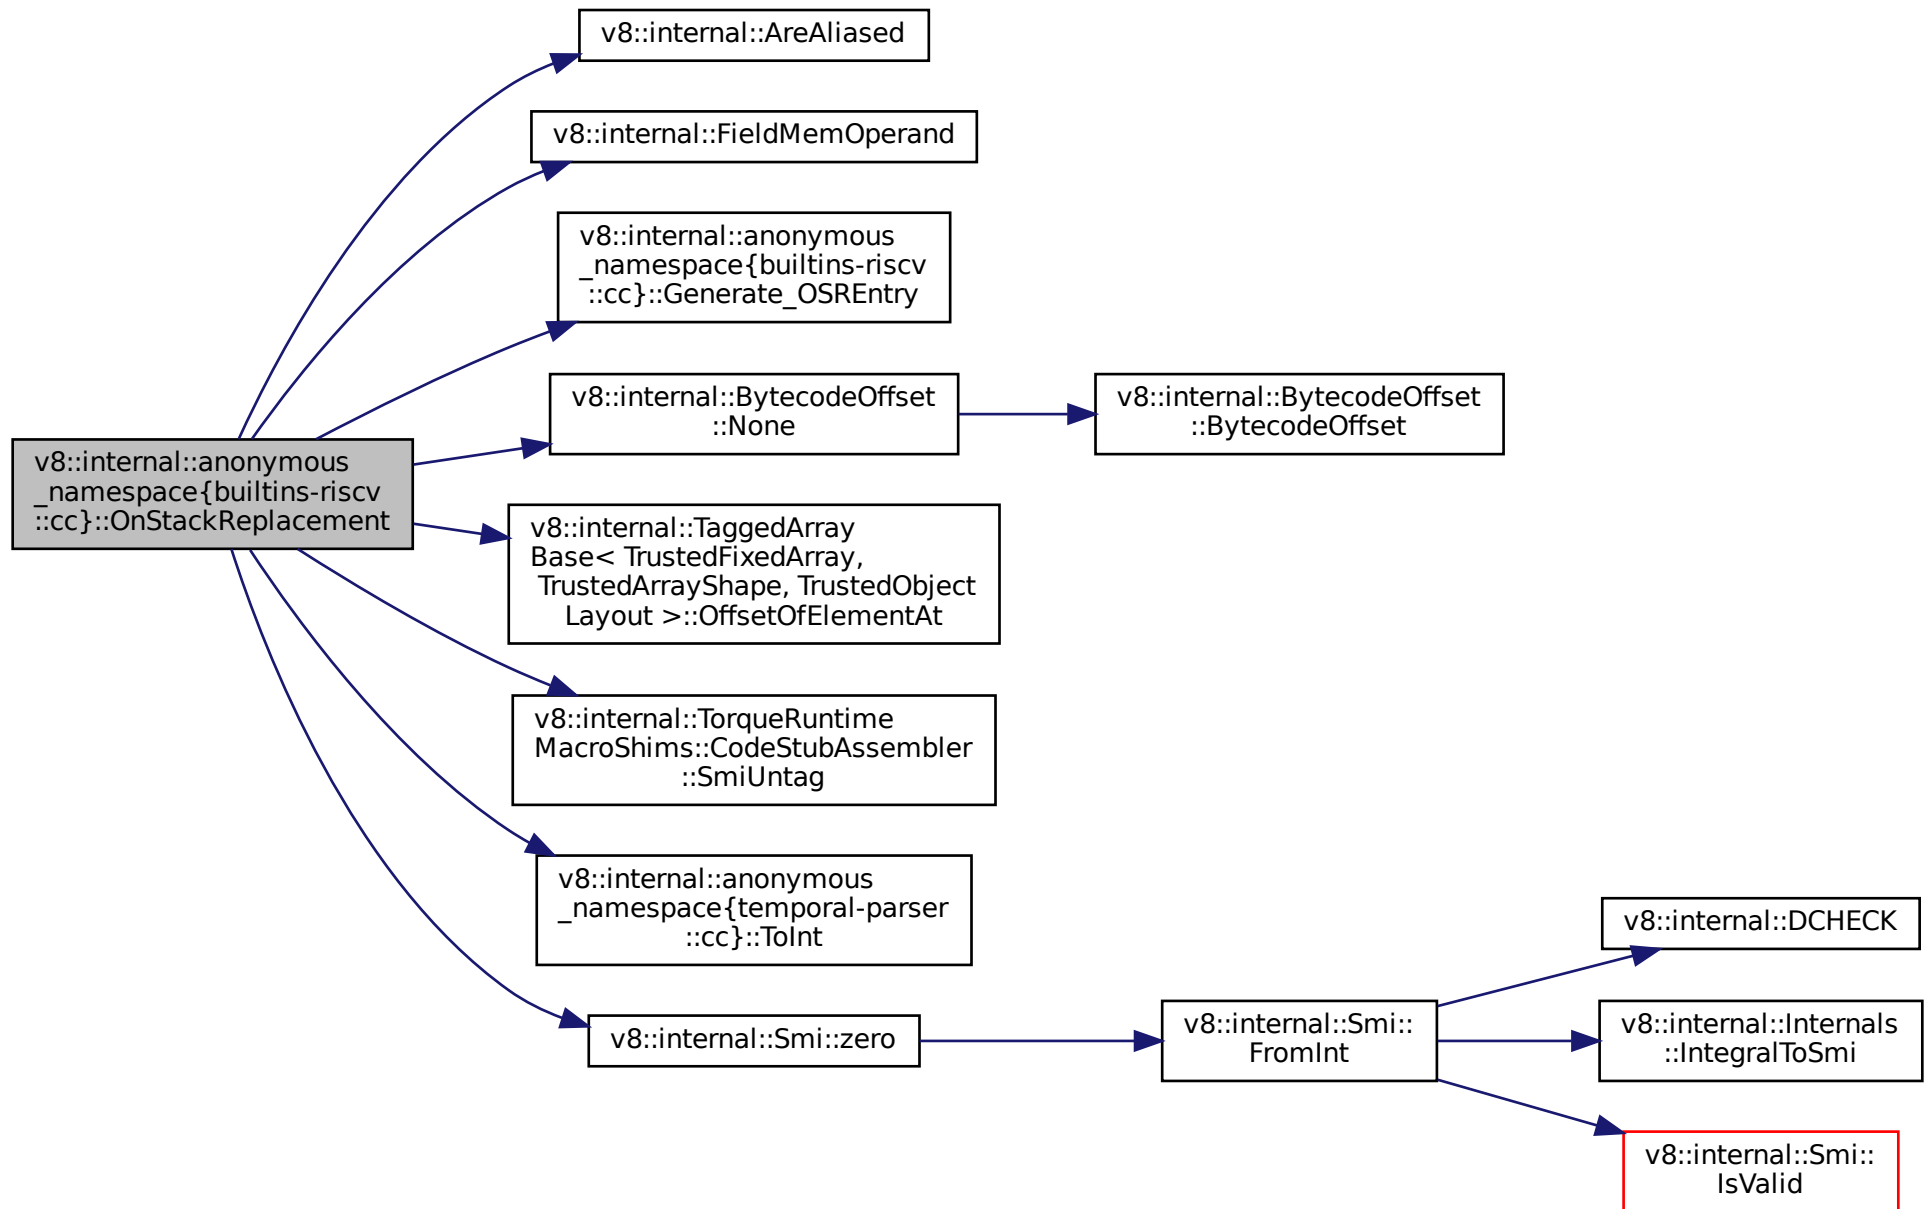 v8::internal::AreAliased
v8::internal::FieldMemOperand
v8::internal::anonymous
_namespace{builtins-riscv
::cc}::Generate_OSREntry
v8::internal::BytecodeOffset
::None
v8::internal::BytecodeOffset
::BytecodeOffset
v8::internal::anonymous
_namespace{builtins-riscv
::cc}::OnStackReplacement
v8::internal::TaggedArray
Base< TrustedFixedArray,
TrustedArrayShape, TrustedObject
Layout >::OffsetOfElementAt
v8::internal::TorqueRuntime
MacroShims::CodeStubAssembler
::SmiUntag
v8::internal::anonymous
_namespace{temporal-parser
::cc}::ToInt
v8::internal::Smi::zero
v8::internal::Smi::
FromInt
v8::internal::DCHECK
v8::internal::Internals
::IntegralToSmi
v8::internal::Smi::
IsValid